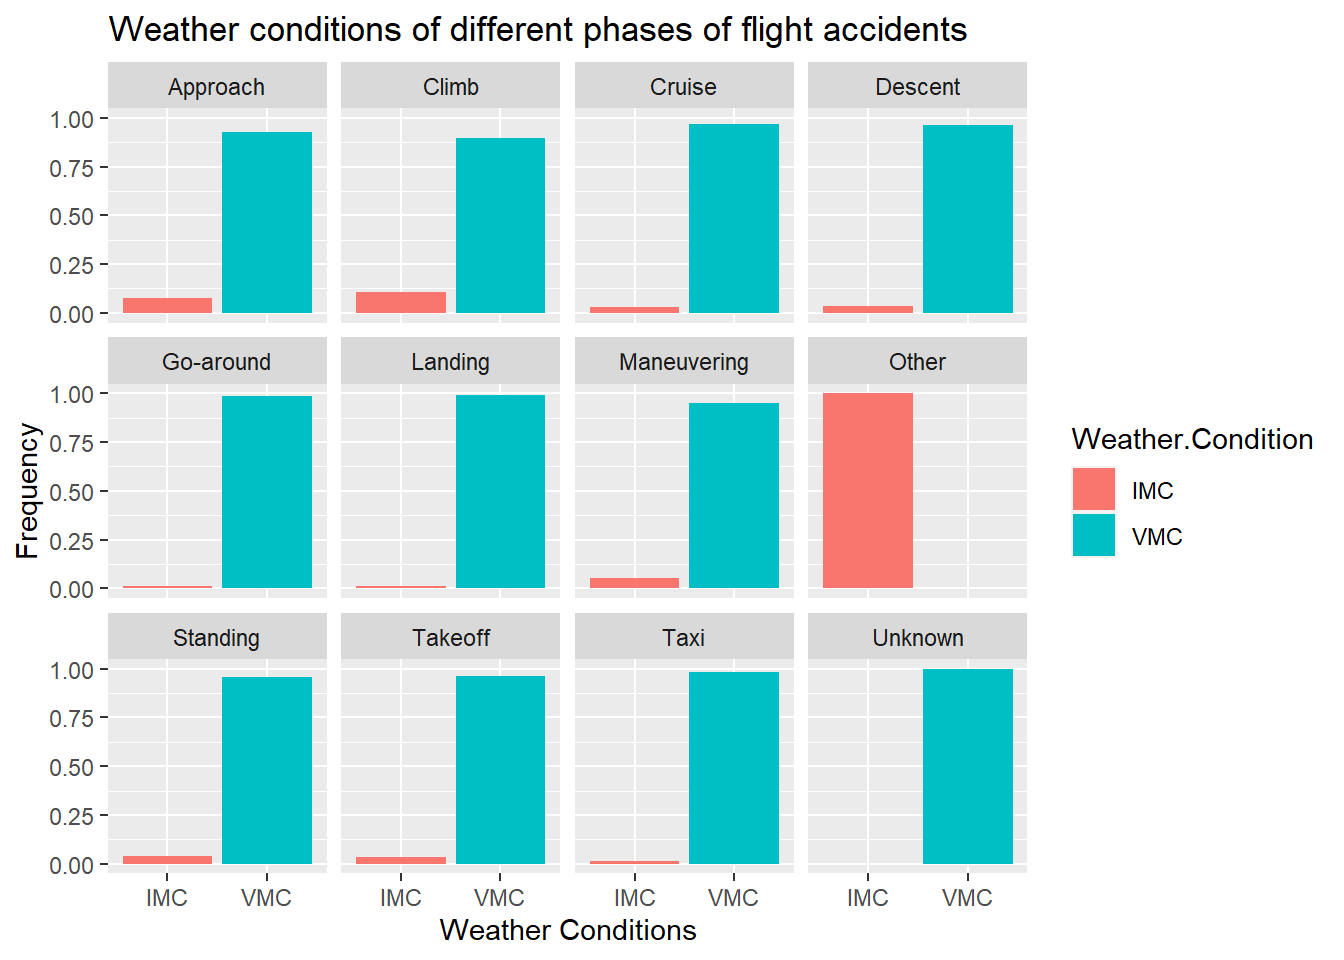 Weather conditions of different phases of flight accidents
Approach Climb Cruise Descent
1.00
0.75
0.50
0.25
0.00
Go-around Landing Maneuvering Other
1.00
0.75
0.50
0.25
0.00
Standing Takeoff Taxi Unknown
1.00
0.75
0.50
0.25
0.00
IMC VMC IMC VMC IMC VMC IMC VMC
Weather Conditions
Frequency
Weather.Condition
IMC
VMC